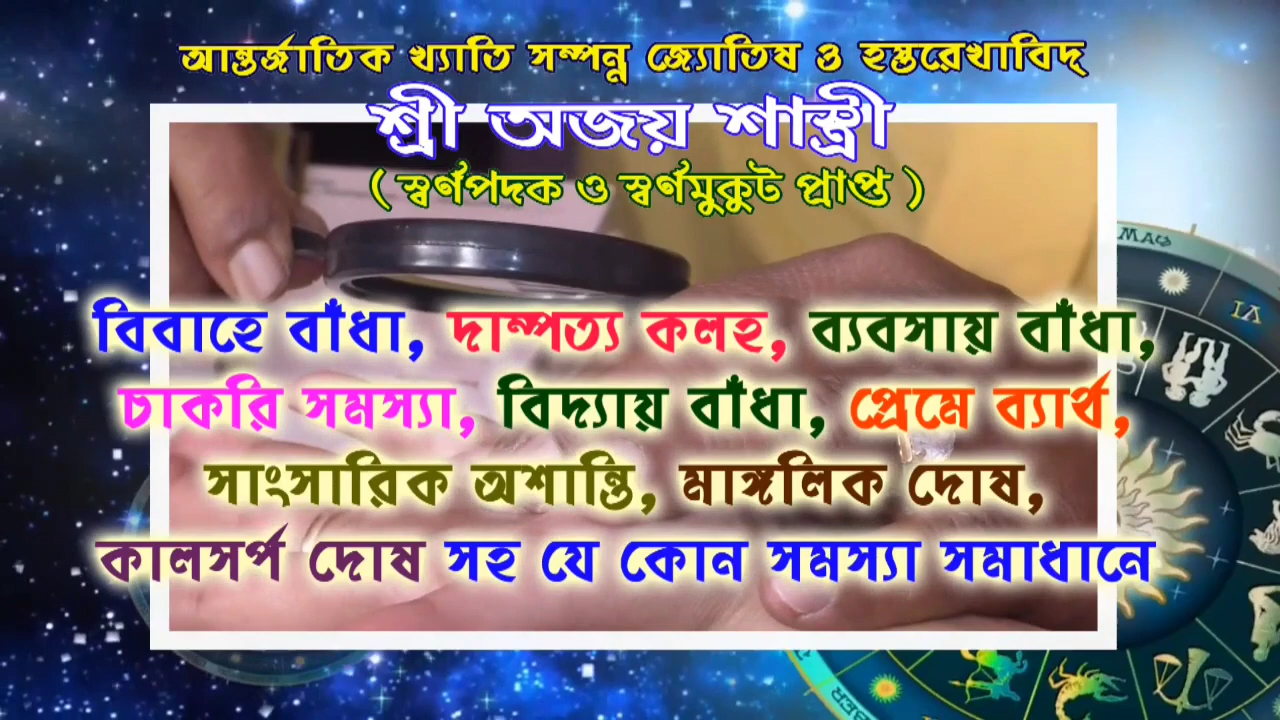 আন্তর্জাতিক খ্যাতি সম্পন্ন জ্যোতিষ ও হস্তরেখাবিদ্
শ্রী অজয় শাস্ত্রী
( স্বর্ণপদক ও স্বর্ণমুকুট প্রাপ্ত )
বিবাহে বাঁধা, দাম্পত্য কলহ, ব্যবসায় বাঁধা,
চাকরি সমস্যা, বিদ্যায় বাঁধা, প্রেমে ব্যার্থ,
সাংসারিক অশান্তি, মাঙ্গলিক দোষ,
কালসর্প দোষ সহ যে কোন সমস্যা সমাধানে
VI